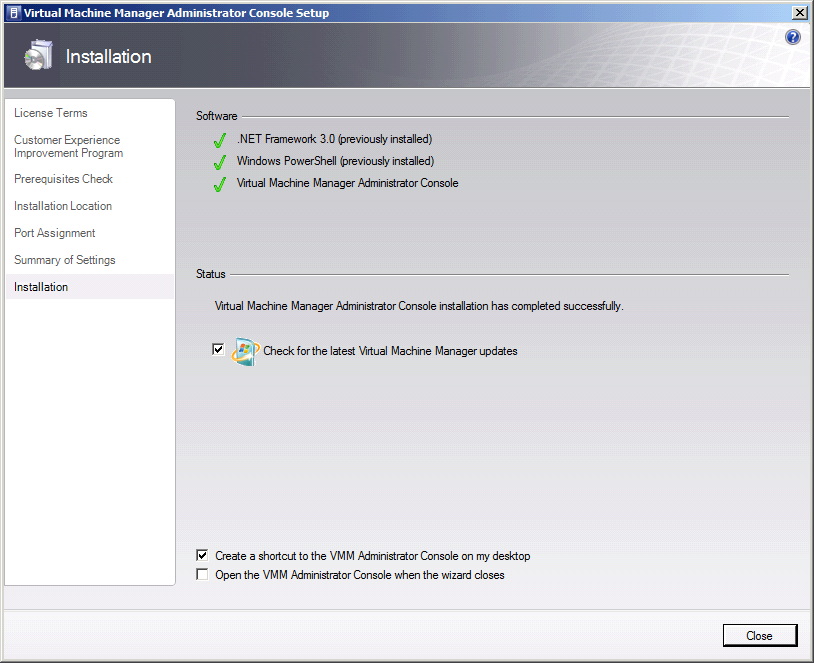 Virtual Machine Manager Administrator Console Setup
Installation
License Terms
Customer Experience
Improvement Program
Prerequisites Check
Installation Location
Port Assignment
Summary of Settings
Installation
Software
.NET Framework 3.0 (previously installed)
Windows PowerShell (previously installed)
Virtual Machine Manager Administrator Console
Status
Virtual Machine Manager Administrator Console installation has completed successfully.
Check for the latest Virtual Machine Manager updates
Create a shortcut to the VMM Administrator Console on my desktop
Open the VMM Administrator Console when the wizard closes
Close